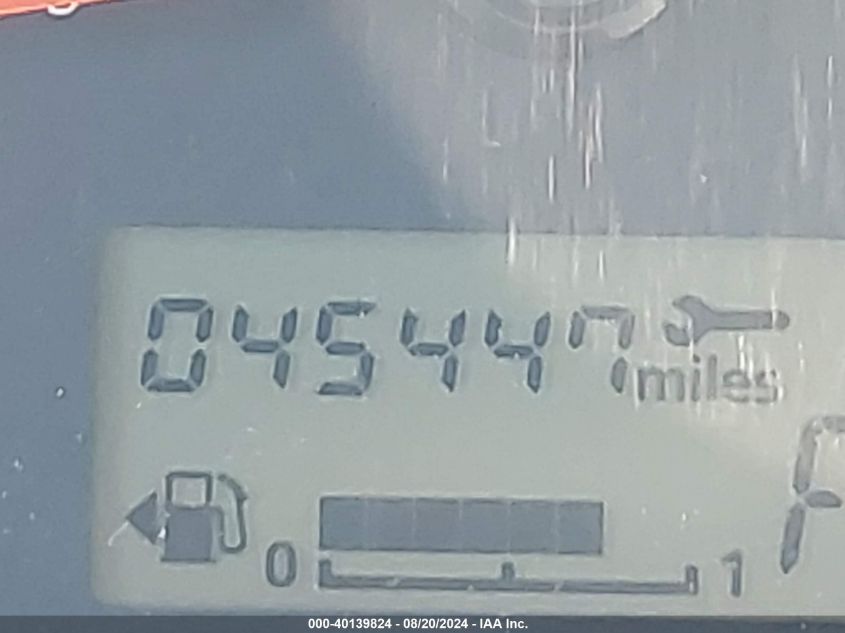 045447 miles
F
0 1
000-40139824 - 08/20/2024 - IAA Inc.